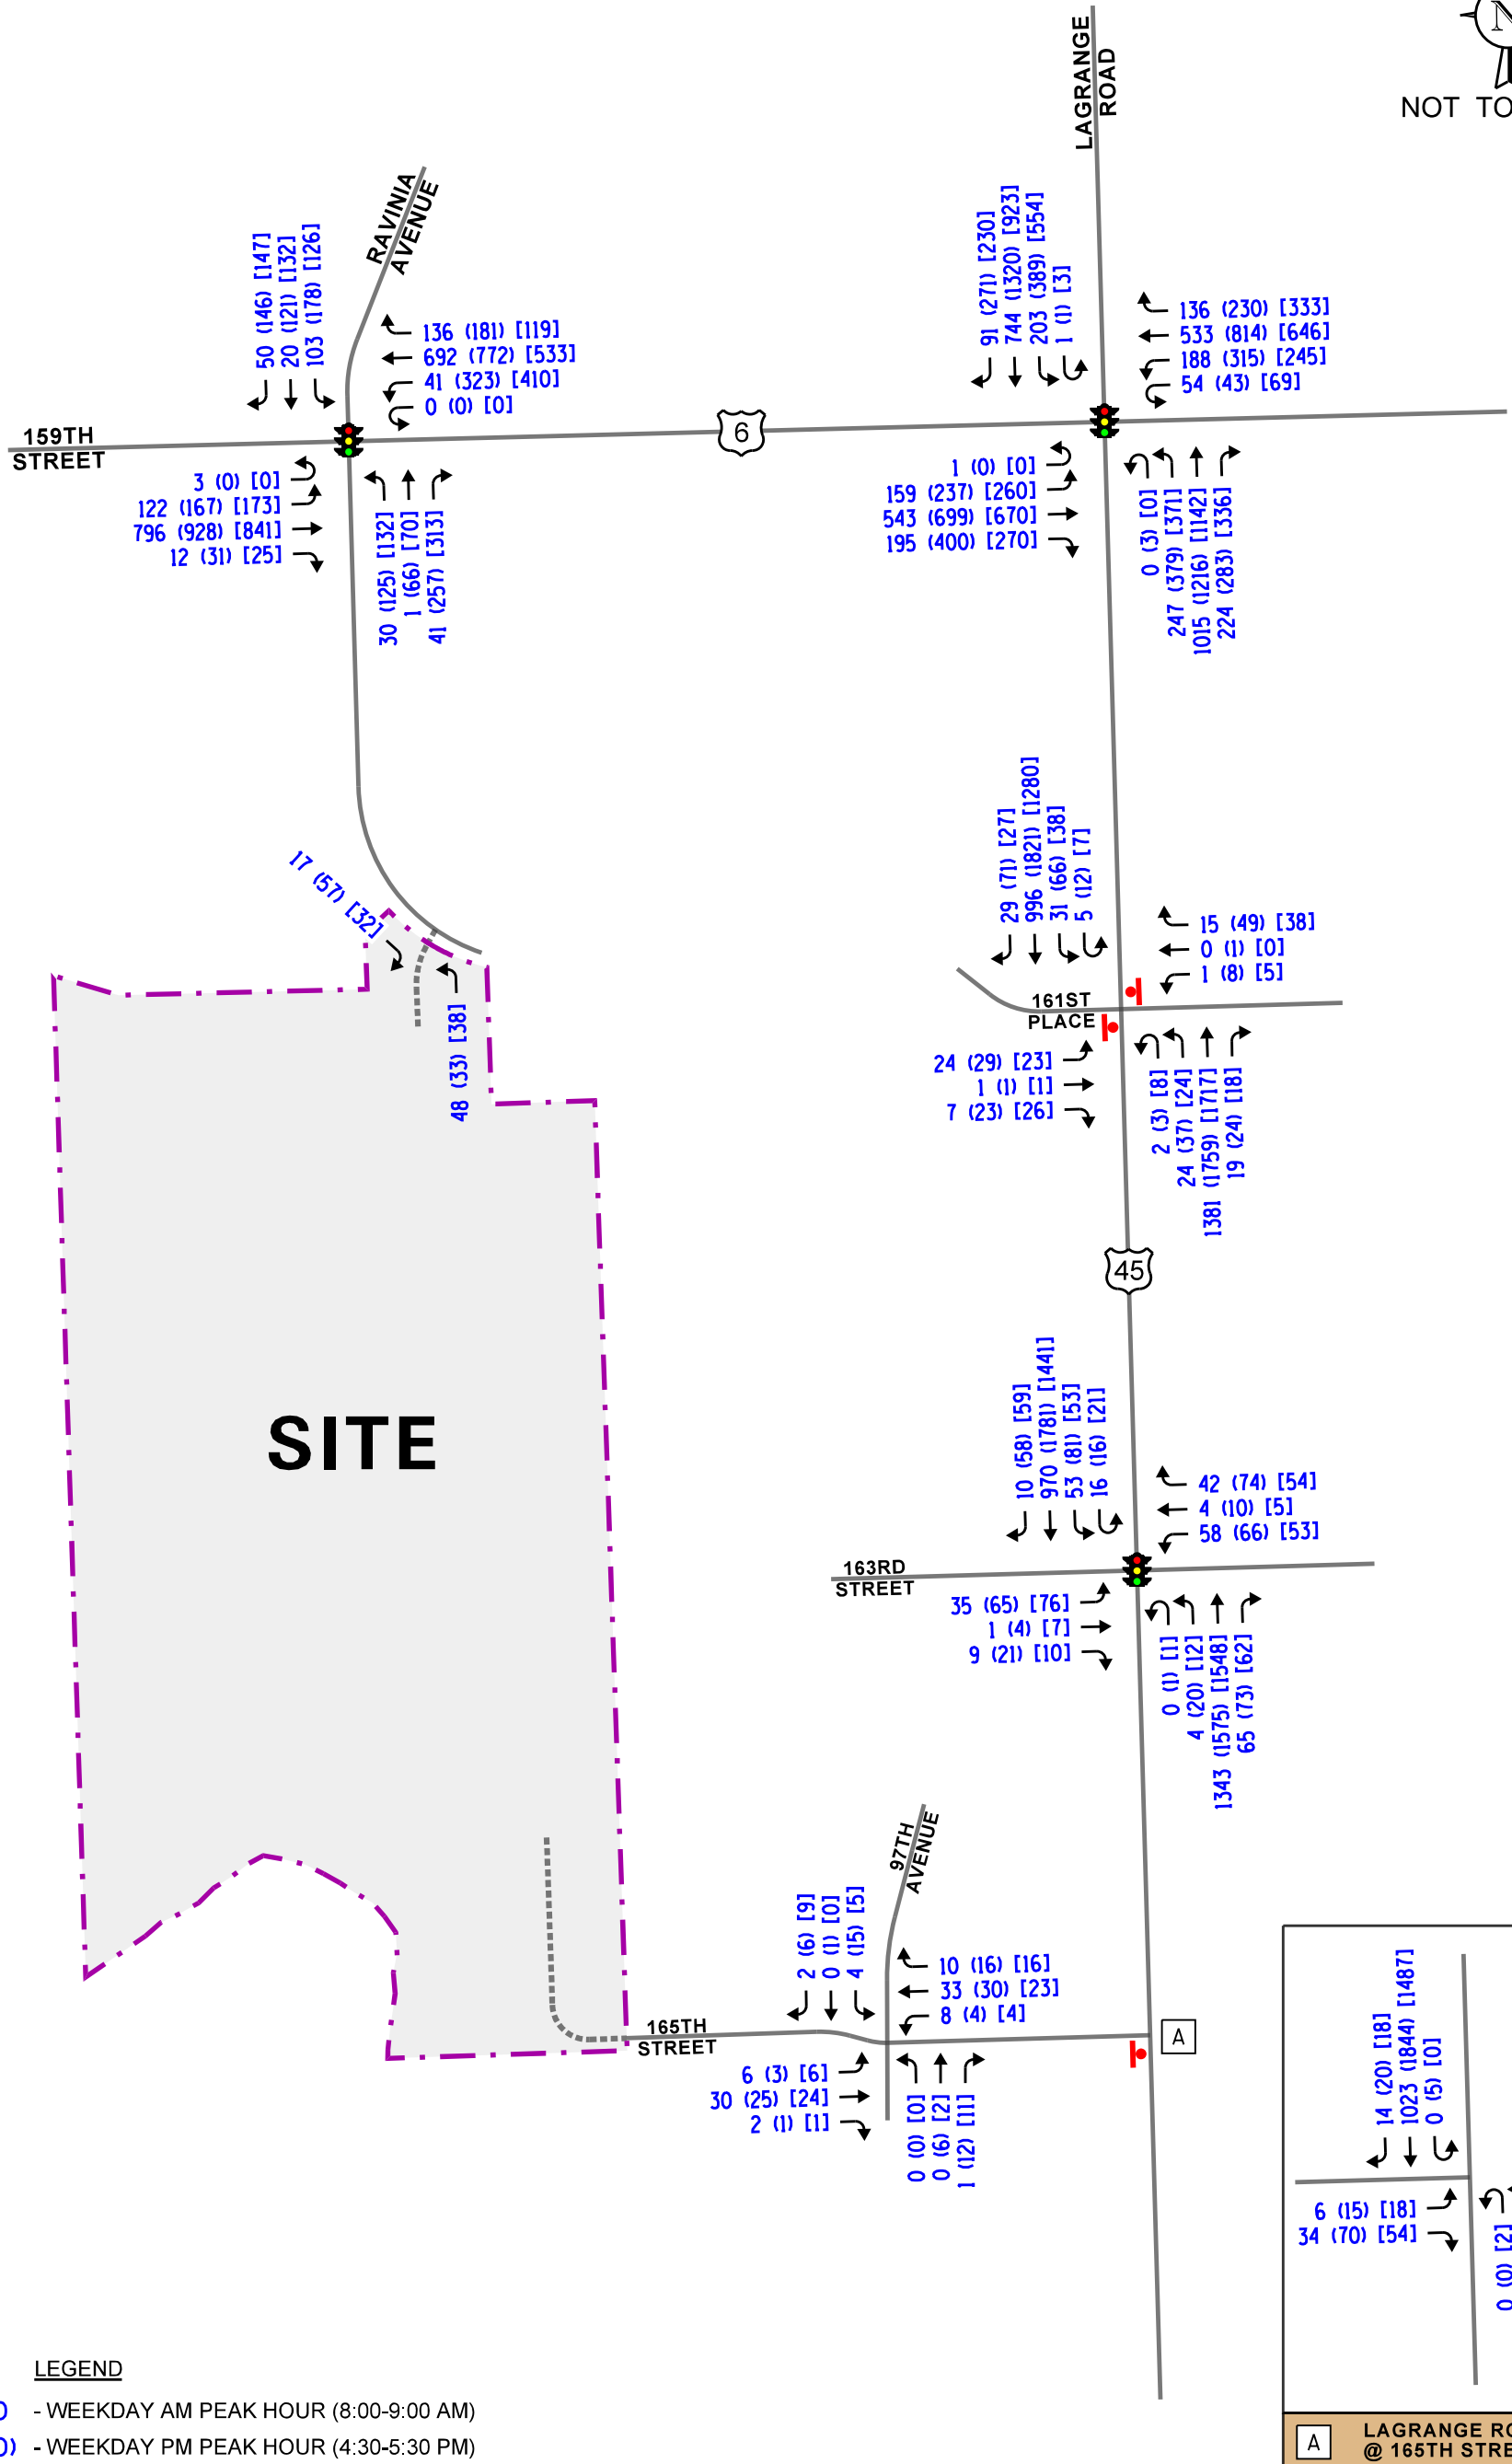 LAGRANGE
ROAD
N
NOT TO
RAVINIA
AVENUE
50 (146) [147]
20 (121) [132]
103 (178) [126]
136 (181) [119]
692 (772) [533]
41 (323) [410]
0 (0) [0]
91 (271) [230]
744 (1320) [923]
203 (389) [554]
1 (1) [3]
136 (230) [333]
533 (814) [646]
188 (315) [245]
54 (43) [69]
159TH
STREET
6
3 (0) [0]
122 (167) [173]
796 (928) [841]
12 (31) [25]
30 (125) [132]
1 (66) [70]
41 (257) [313]
1 (0) [0]
159 (237) [260]
543 (699) [670]
195 (400) [270]
0 (3) [0]
247 (379) [371]
1015 (1216) [1142]
224 (283) [336]
17 (57) [32]
48 (33) [38]
29 (71) [27]
996 (1821) [1280]
31 (66) [38]
5 (12) [7]
15 (49) [38]
0 (1) [0]
1 (8) [5]
161ST
PLACE
24 (29) [23]
1 (1) [1]
7 (23) [26]
2 (3) [8]
24 (37) [24]
1381 (1759) [1717]
19 (24) [18]
45
SITE
10 (58) [59]
970 (1781) [1441]
53 (81) [53]
16 (16) [21]
42 (74) [54]
4 (10) [5]
58 (66) [53]
163RD
STREET
35 (65) [76]
1 (4) [7]
9 (21) [10]
0 (1) [1]
4 (20) [12]
1343 (1575) [1548]
65 (73) [62]
97TH
AVENUE
2 (6) [9]
0 (1) [0]
4 (15) [5]
10 (16) [16]
33 (30) [23]
8 (4) [4]
165TH
STREET
A
6 (3) [6]
30 (25) [24]
2 (1) [1]
0 (0) [0]
0 (6) [2]
1 (12) [11]
14 (20) [18]
1023 (1844) [1487]
0 (5) [0]
6 (15) [18]
34 (70) [54]
0 (0) [2]
LEGEND
- WEEKDAY AM PEAK HOUR (8:00-9:00 AM)
- WEEKDAY PM PEAK HOUR (4:30-5:30 PM)
A
LAGRANGE
@ 165TH